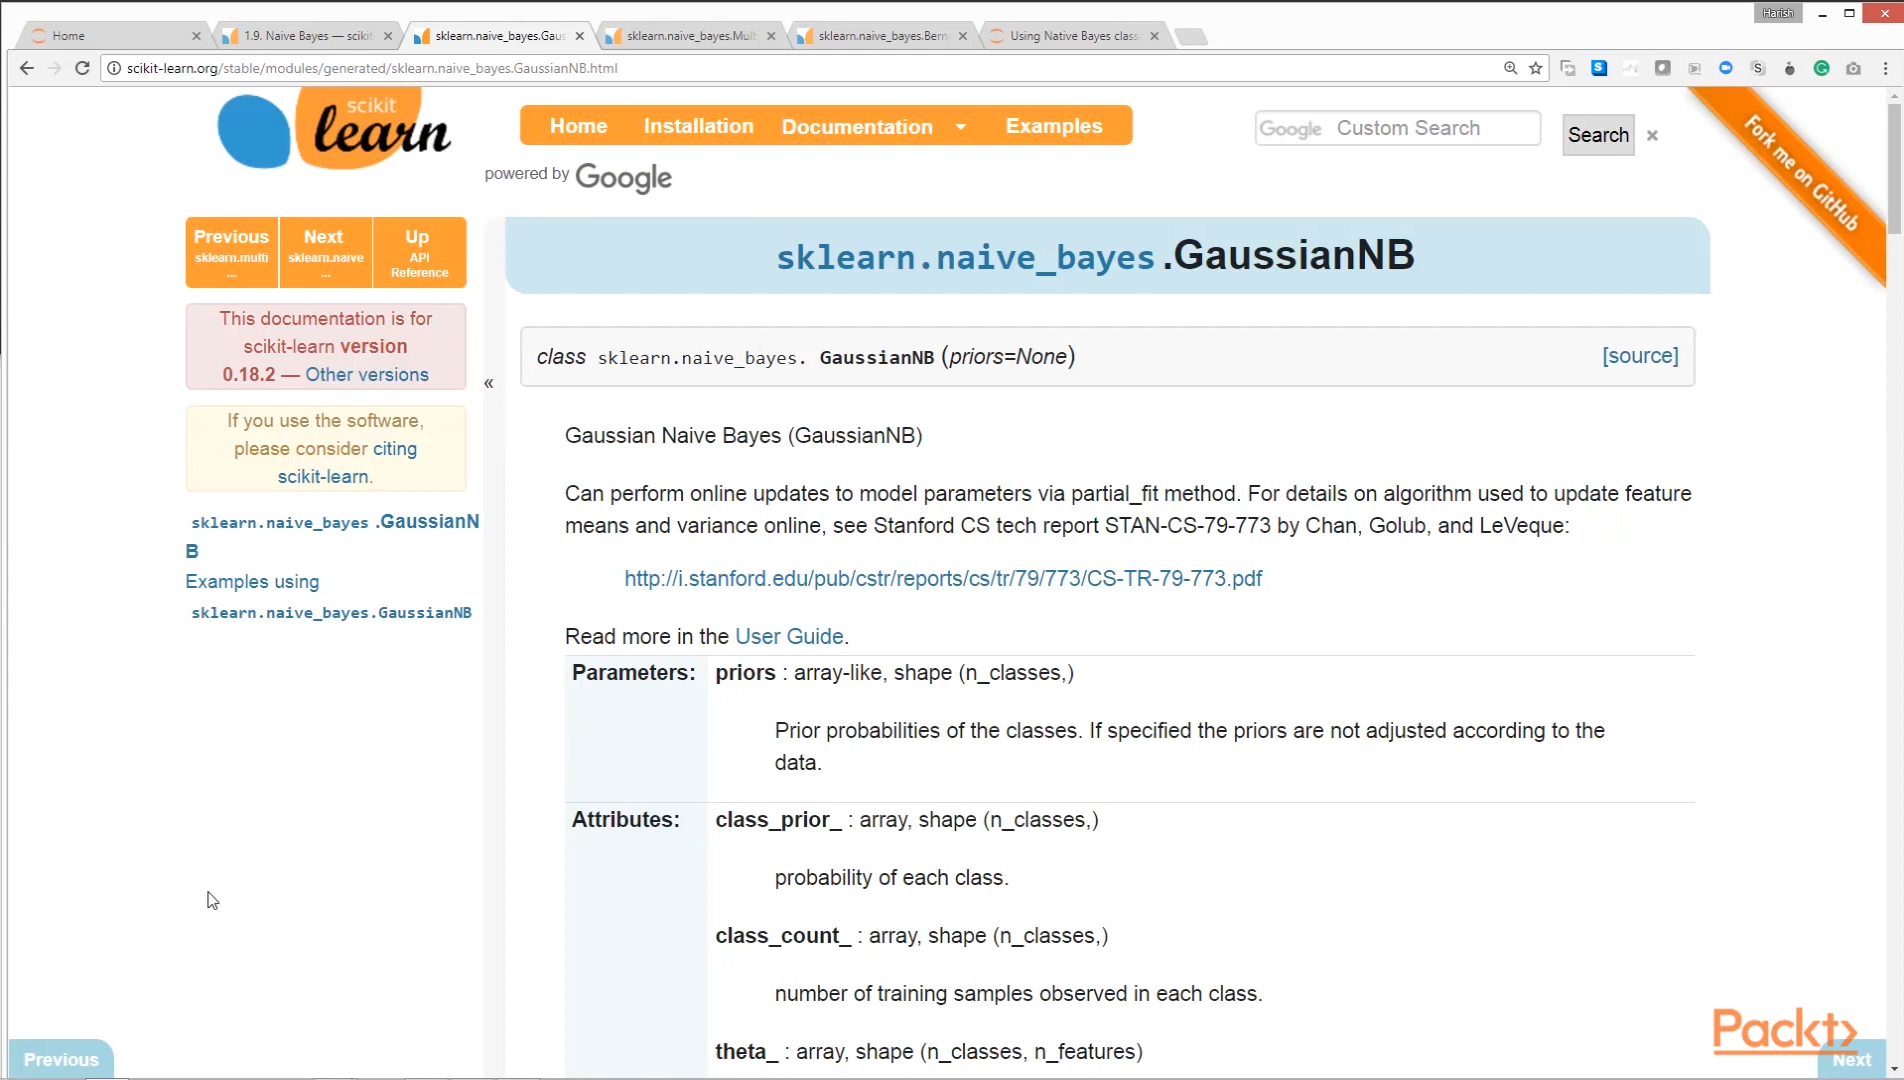 Harish
Home
1.9. Naive Bayes — scikit
sklearn.naive_bayes.Gaus
sklearn.naive_bayes.Mult
sklearn.naive_bayes.Bern
Using Native Bayes class
scikit-learn.org/stable/modules/generated/sklearn.naive_bayes.GaussianNB.html
scikit
learn
Home Installation Documentation Examples
Google Custom Search
Search ×
powered by Google
Fork me on GitHub
Previous
sklearn.multi
...
Next
sklearn.naive
...
Up
API
Reference
This documentation is for
scikit-learn version
0.18.2 — Other versions
If you use the software,
please consider citing
scikit-learn.
sklearn.naive_bayes .GaussianN
B
Examples using
sklearn.naive_bayes.GaussianNB
«
sklearn.naive_bayes .GaussianNB
class sklearn.naive_bayes. GaussianNB (priors=None)
[source]
Gaussian Naive Bayes (GaussianNB)
Can perform online updates to model parameters via partial_fit method. For details on algorithm used to update feature
means and variance online, see Stanford CS tech report STAN-CS-79-773 by Chan, Golub, and LeVeque:
http://i.stanford.edu/pub/cstr/reports/cs/tr/79/773/CS-TR-79-773.pdf
Read more in the User Guide.
Parameters: priors : array-like, shape (n_classes,)
Prior probabilities of the classes. If specified the priors are not adjusted according to the
data.
Attributes: class_prior_ : array, shape (n_classes,)
probability of each class.
class_count_ : array, shape (n_classes,)
number of training samples observed in each class.
theta_ : array, shape (n_classes, n_features)
Previous
Packt
Next